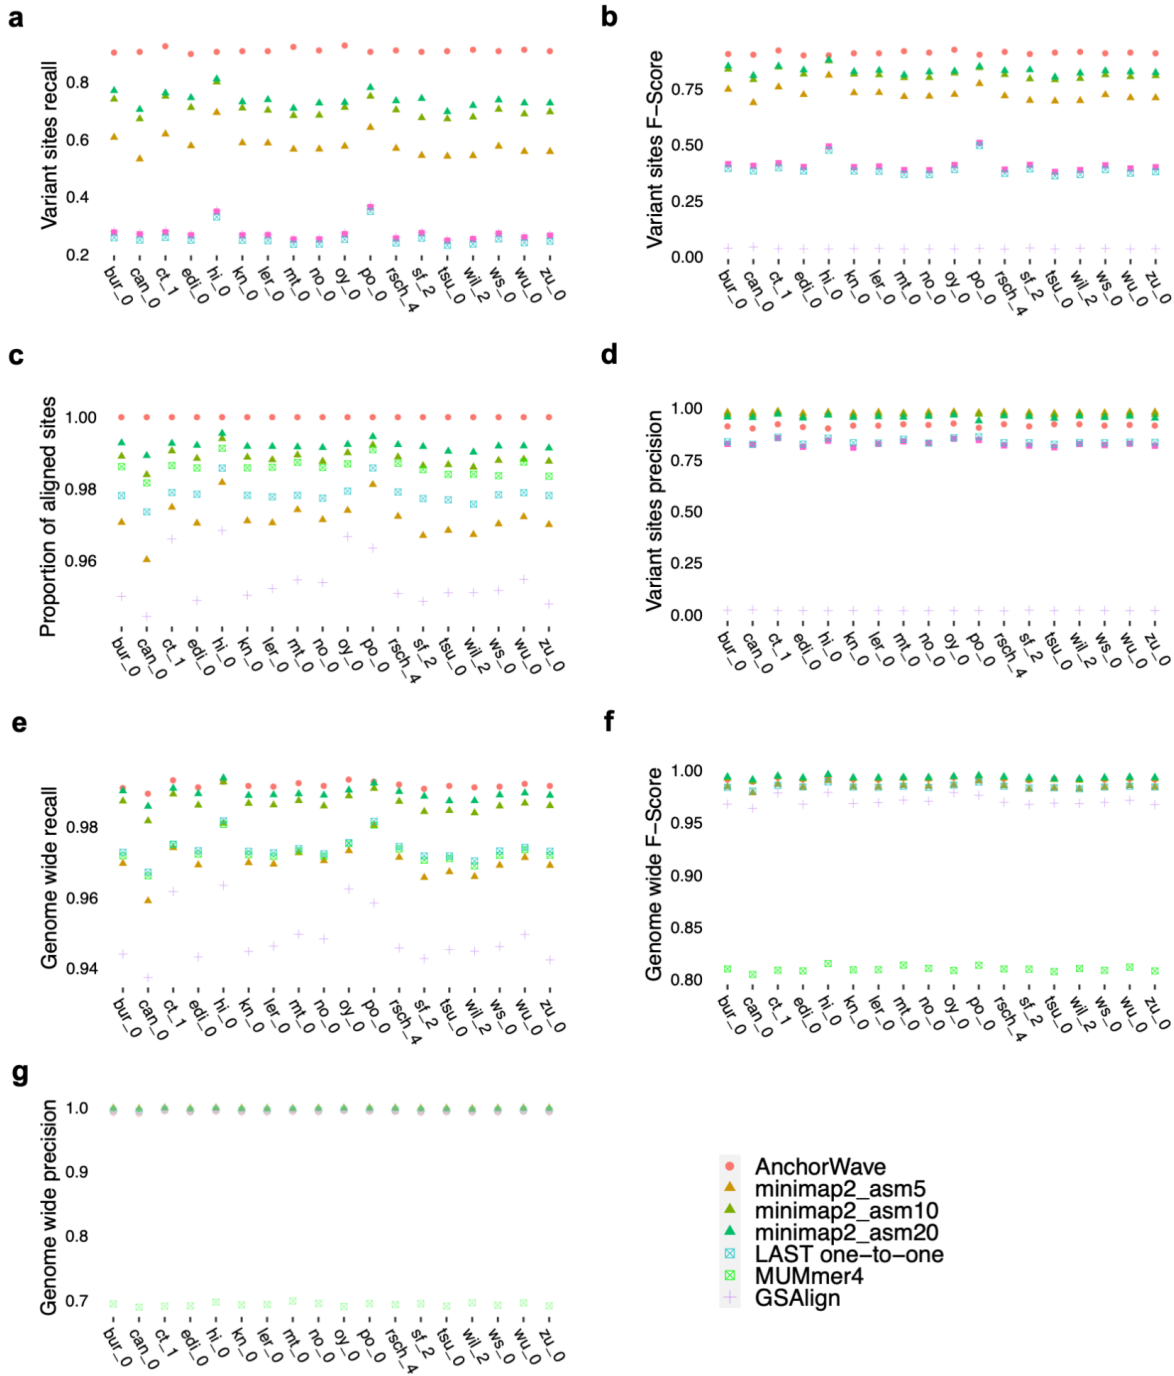 a
Variant sites recall
0.8
0.6
0.4
0.2
bur_0 can_0 ct_1 edi_0 hi_0 kn_0 ler_0 mt_0 no_0 oy_0 po_0 rsch_4 sf_2 tsu_0 wil_2 ws_0 wu_0 zu_0
b
Variant sites F-Score
0.75
0.50
0.25
0.00
bur_0 can_0 ct_1 edi_0 hi_0 kn_0 ler_0 mt_0 no_0 oy_0 po_0 rsch_4 sf_2 tsu_0 wil_2 ws_0 wu_0 zu_0
c
Proportion of aligned sites
1.00
0.98
0.96
bur_0 can_0 ct_1 edi_0 hi_0 kn_0 ler_0 mt_0 no_0 oy_0 po_0 rsch_4 sf_2 tsu_0 wil_2 ws_0 wu_0 zu_0
d
Variant sites precision
1.00
0.75
0.50
0.25
0.00
bur_0 can_0 ct_1 edi_0 hi_0 kn_0 ler_0 mt_0 no_0 oy_0 po_0 rsch_4 sf_2 tsu_0 wil_2 ws_0 wu_0 zu_0
e
Genome wide recall
0.98
0.96
0.94
bur_0 can_0 ct_1 edi_0 hi_0 kn_0 ler_0 mt_0 no_0 oy_0 po_0 rsch_4 sf_2 tsu_0 wil_2 ws_0 wu_0 zu_0
f
Genome wide F-Score
1.00
0.95
0.90
0.85
0.80
bur_0 can_0 ct_1 edi_0 hi_0 kn_0 ler_0 mt_0 no_0 oy_0 po_0 rsch_4 sf_2 tsu_0 wil_2 ws_0 wu_0 zu_0
g
Genome wide precision
1.0
0.9
0.8
0.7
bur_0 can_0 ct_1 edi_0 hi_0 kn_0 ler_0 mt_0 no_0 oy_0 po_0 rsch_4 sf_2 tsu_0 wil_2 ws_0 wu_0 zu_0
AnchorWave
minimap2_asm5
minimap2_asm10
minimap2_asm20
LAST one-to-one
MUMmer4
GSAlign